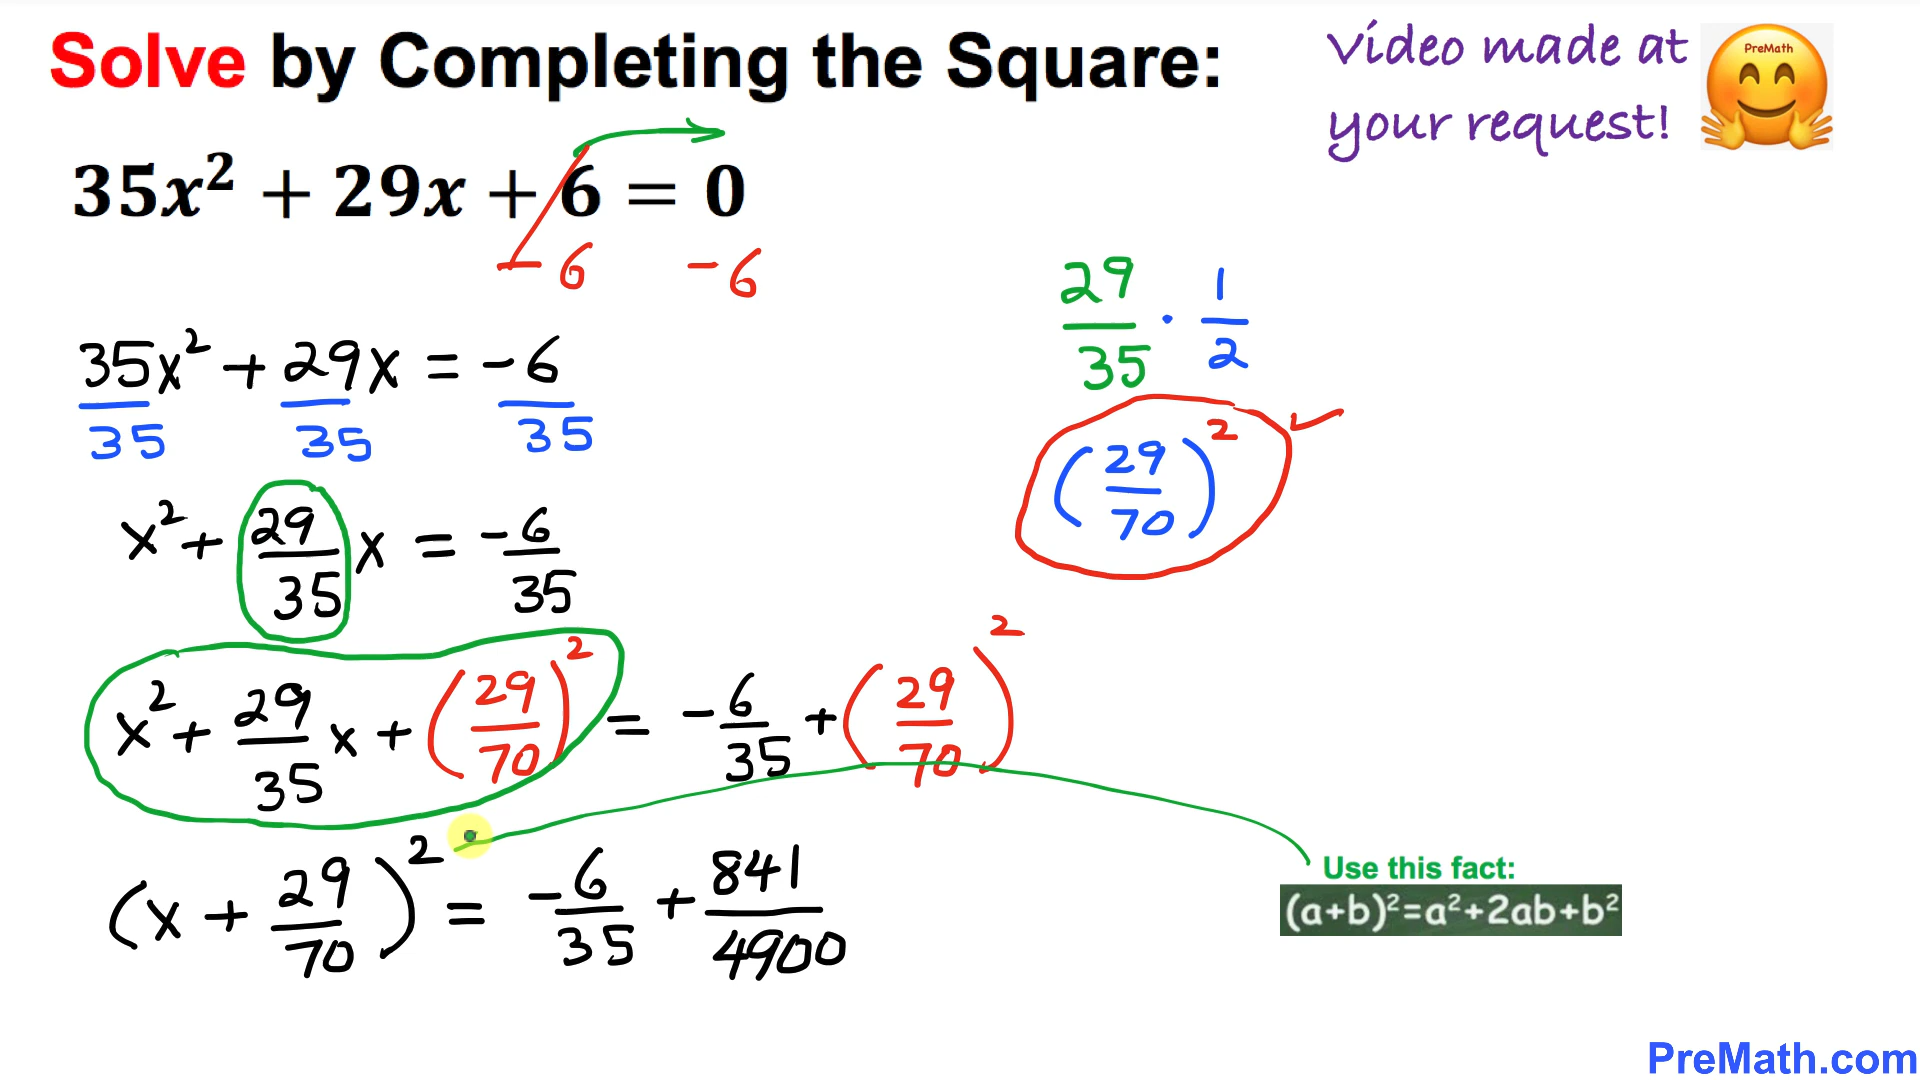 Solve by Completing the Square:
Video made at
your request!
PreMath
35x² + 29x + 6 = 0
- 6 - 6
35x² + 29x = -6
35 35 35
x² + 29/35 x = -6/35
x² + 29/35 x + (29/70)² = -6/35 + (29/70)²
(x + 29/70)² = -6/35 + 841/4900
29/35 · 1/2
(29/70)²
Use this fact:
(a+b)²=a²+2ab+b²
PreMath.com